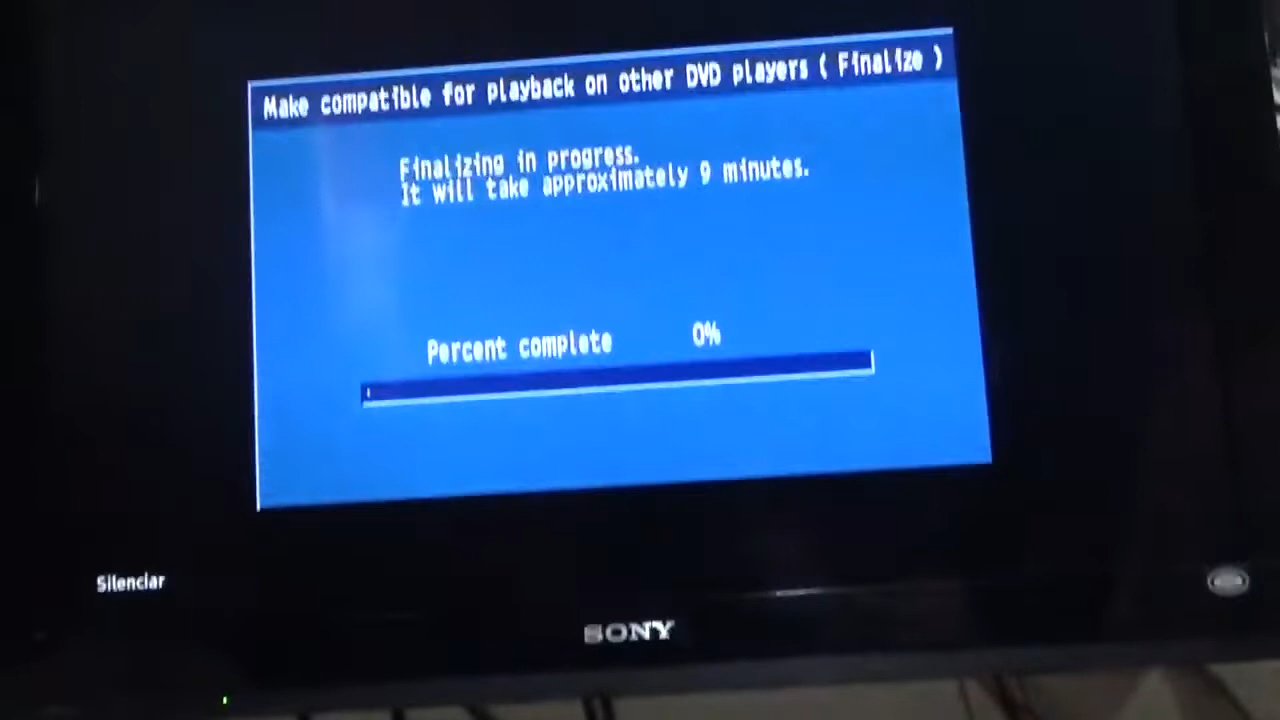 Make compatible for playback on other DVD players ( Finalize )
Finalizing in progress.
It will take approximately 9 minutes.
Percent complete 0%
Silenciar
SONY